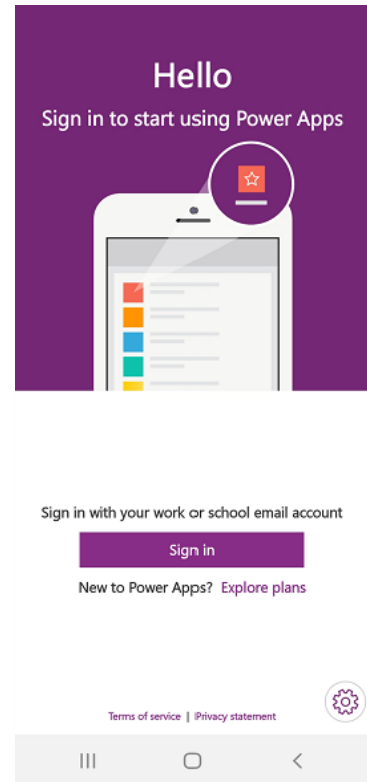 Hello
Sign in to start using Power Apps
Sign in with your work or school email account
Sign in
New to Power Apps? Explore plans
Terms of service | Privacy statement